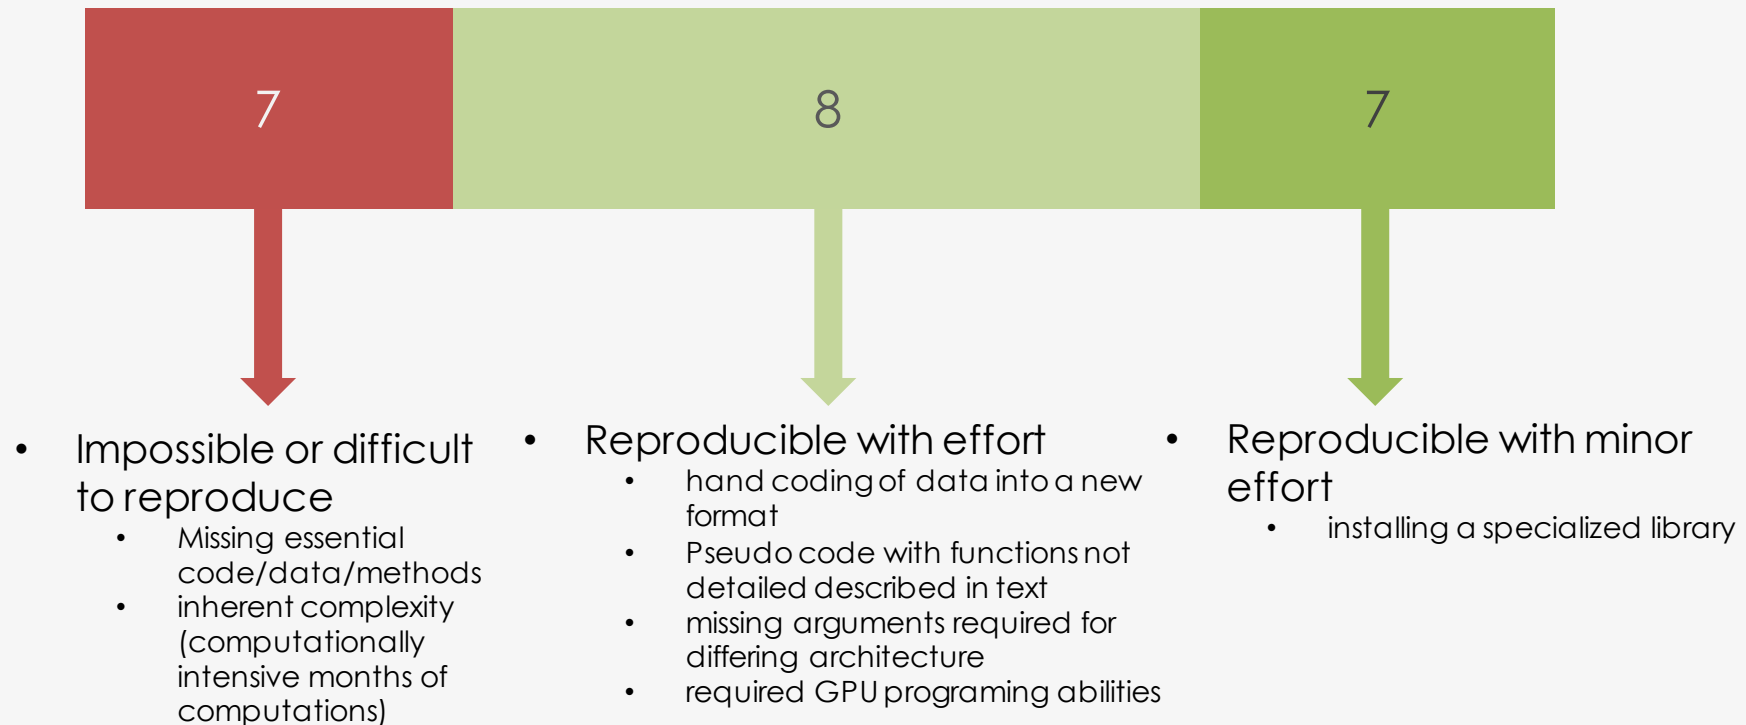 7
8
7
• Impossible or difficult
to reproduce
• Missing essential
code/data/methods
• inherent complexity
(computationally
intensive months of
computations)
• Reproducible with effort
• hand coding of data into a new
format
• Pseudo code with functions not
detailed described in text
• missing arguments required for
differing architecture
• required GPU programing abilities
• Reproducible with minor
effort
• installing a specialized library